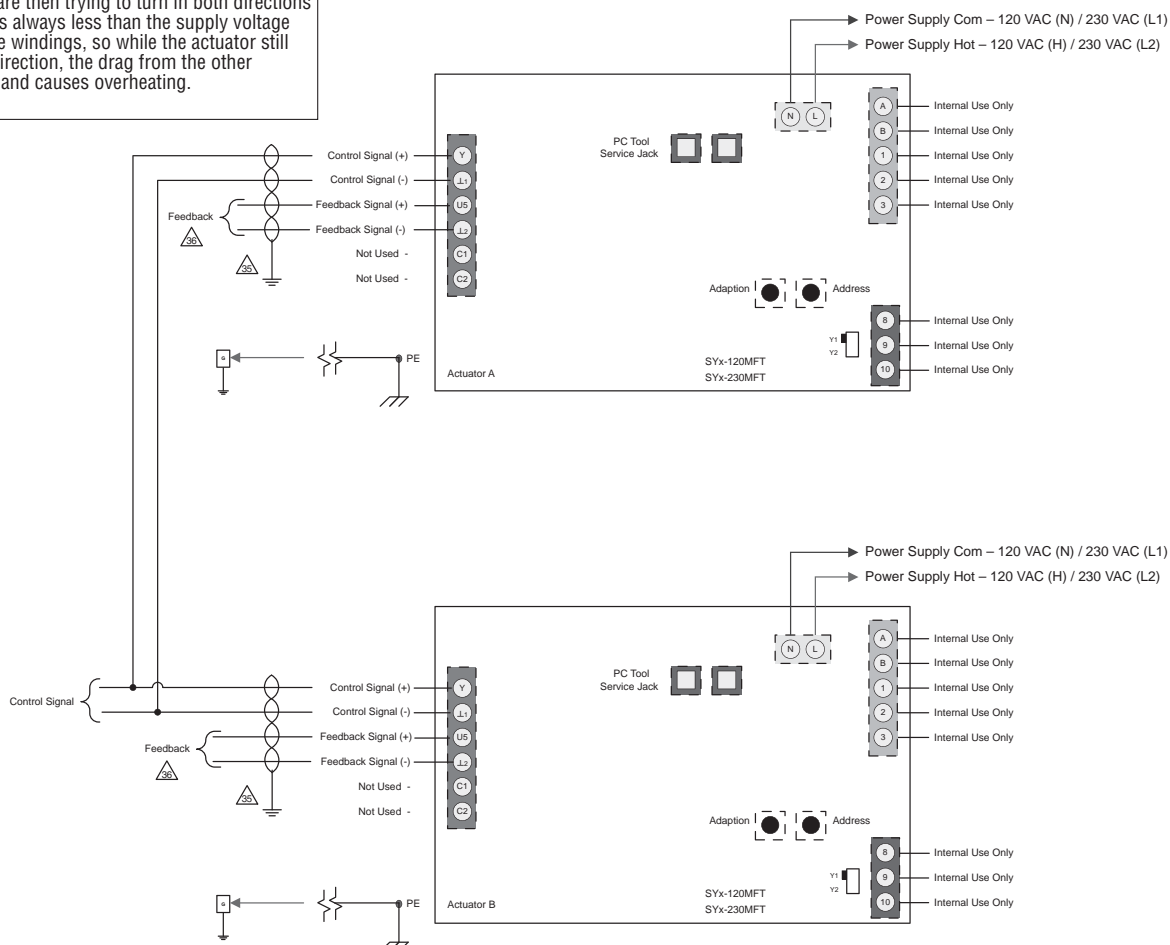 are then trying to turn in both directions
s always less than the supply voltage
e windings, so while the actuator still
direction, the drag from the other
and causes overheating.
Power Supply Com – 120 VAC (N) / 230 VAC (L1)
Power Supply Hot – 120 VAC (H) / 230 VAC (L2)
N L
PC Tool
Service Jack
A Internal Use Only
B Internal Use Only
1 Internal Use Only
2 Internal Use Only
3 Internal Use Only
Control Signal (+) Y
Control Signal (-) ⊥1
Feedback Signal (+) U5
Feedback Signal (-) ⊥2
Not Used - C1
Not Used - C2
Feedback
36
35
Adaption Address
8 Internal Use Only
9 Internal Use Only
10 Internal Use Only
Y1
Y2
G
PE
Actuator A
SYx-120MFT
SYx-230MFT
Power Supply Com – 120 VAC (N) / 230 VAC (L1)
Power Supply Hot – 120 VAC (H) / 230 VAC (L2)
N L
PC Tool
Service Jack
A Internal Use Only
B Internal Use Only
1 Internal Use Only
2 Internal Use Only
3 Internal Use Only
Control Signal
Control Signal (+) Y
Control Signal (-) ⊥1
Feedback Signal (+) U5
Feedback Signal (-) ⊥2
Not Used - C1
Not Used - C2
Feedback
36
35
Adaption Address
8 Internal Use Only
9 Internal Use Only
10 Internal Use Only
Y1
Y2
G
PE
Actuator B
SYx-120MFT
SYx-230MFT